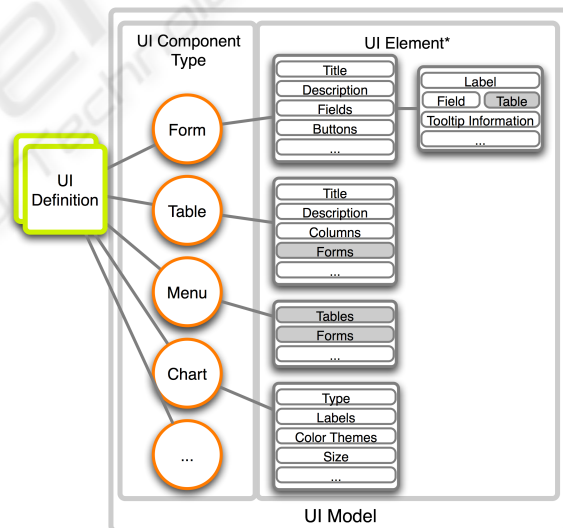 UI Component
Type
UI Element*
UI
Definition
Form
Table
Menu
Chart
...
Title
Description
Fields
Buttons
...
Label
Field
Table
Tooltip Information
...
Title
Description
Columns
Forms
...
Tables
Forms
...
Type
Labels
Color Themes
Size
...
UI Model